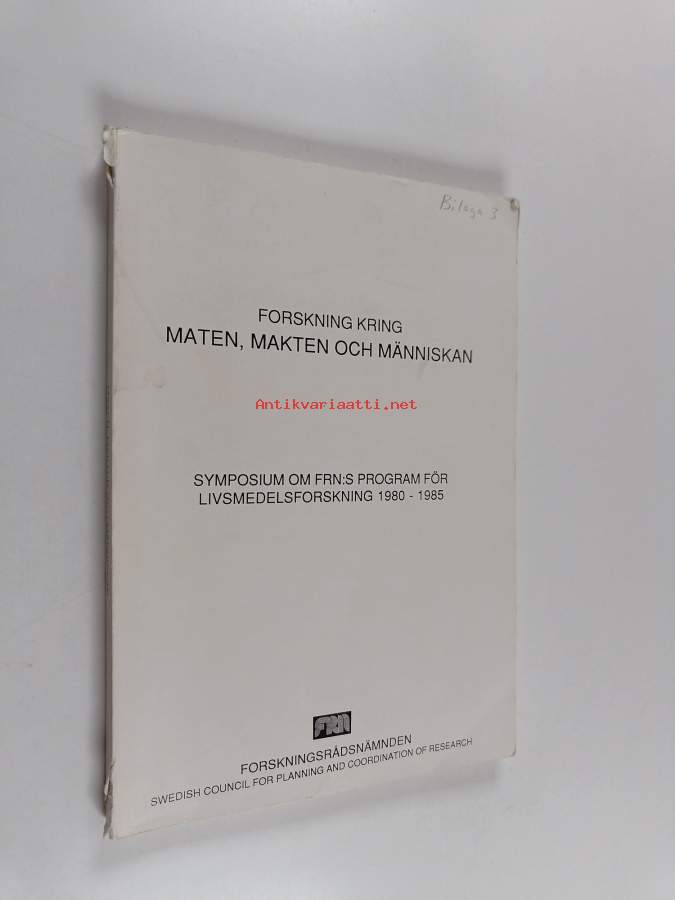 Bilaga 3
FORSKNING KRING
MATEN, MAKTEN OCH MÄNNISKAN
Antikvariaatti.net
SYMPOSIUM OM FRN:S PROGRAM FÖR
LIVSMEDELSFORSKNING 1980 - 1985
FRN
FORSKNINGSRÅDSNÄMNDEN
SWEDISH COUNCIL FOR PLANNING AND COORDINATION OF RESEARCH